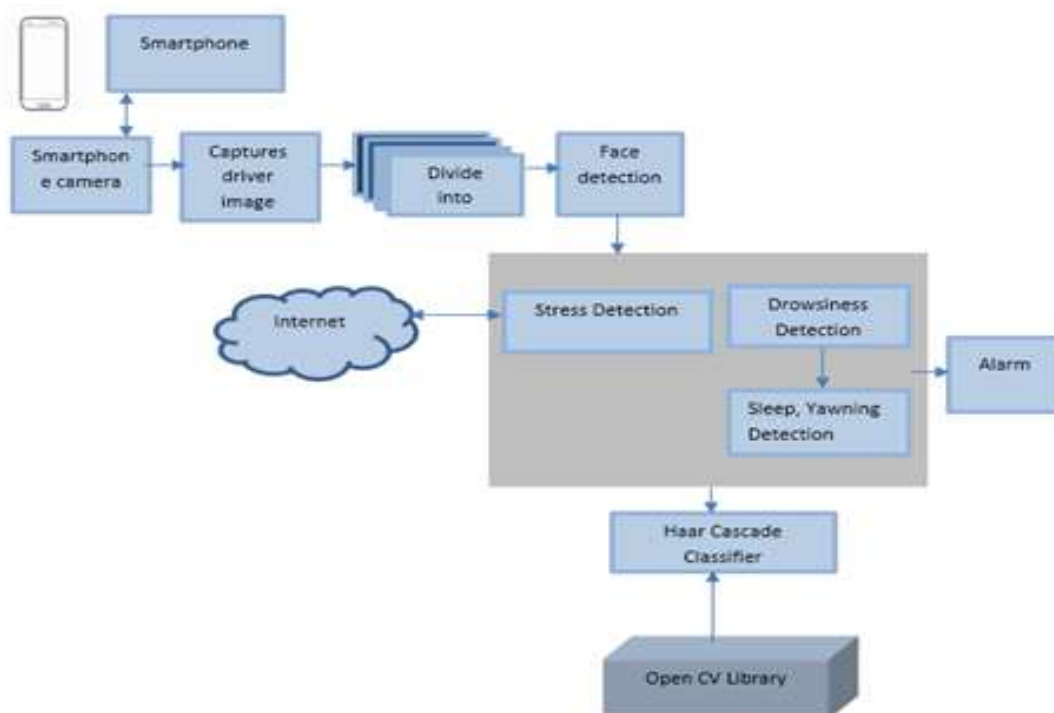 Smartphone
Smartphon
e camera
Captures
driver
image
Divide
into
Face
detection
Internet
Stress Detection
Drowsiness
Detection
Sleep, Yawning
Detection
Alarm
Haar Cascade
Classifier
Open CV Library